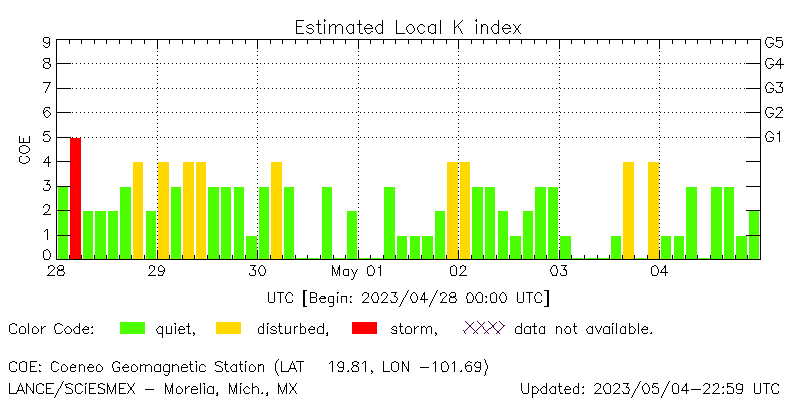 Estimated Local K index
9
8
7
6
5
4
3
2
1
0
COE
G5
G4
G3
G2
G1
28 29 30 May 01 02 03 04
UTC [Begin: 2023/04/28 00:00 UTC]
Color Code: quiet, disturbed, storm, data not available.
COE: Coeneo Geomagnetic Station (LAT 19.81, LON -101.69)
LANCE/SCiESMEX - Morelia, Mich., MX Updated: 2023/05/04-22:59 UTC